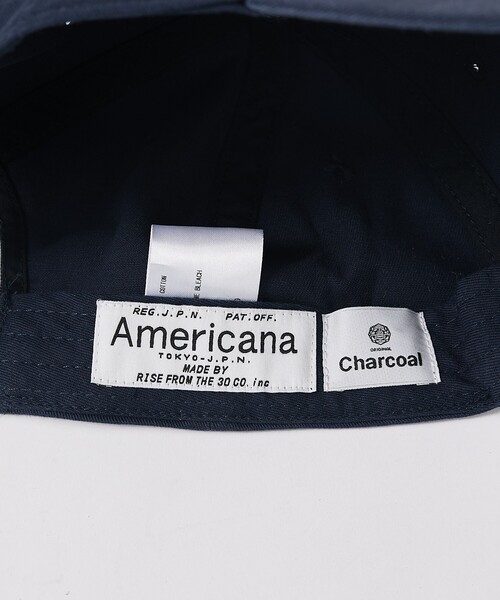 COTTON
BLEACH
REG.J.P.N. PAT.OFF.
Americana
TOKYO-J.P.N.
MADE BY
RISE FROM THE 30 CO. inc
ORIGINAL
Charcoal